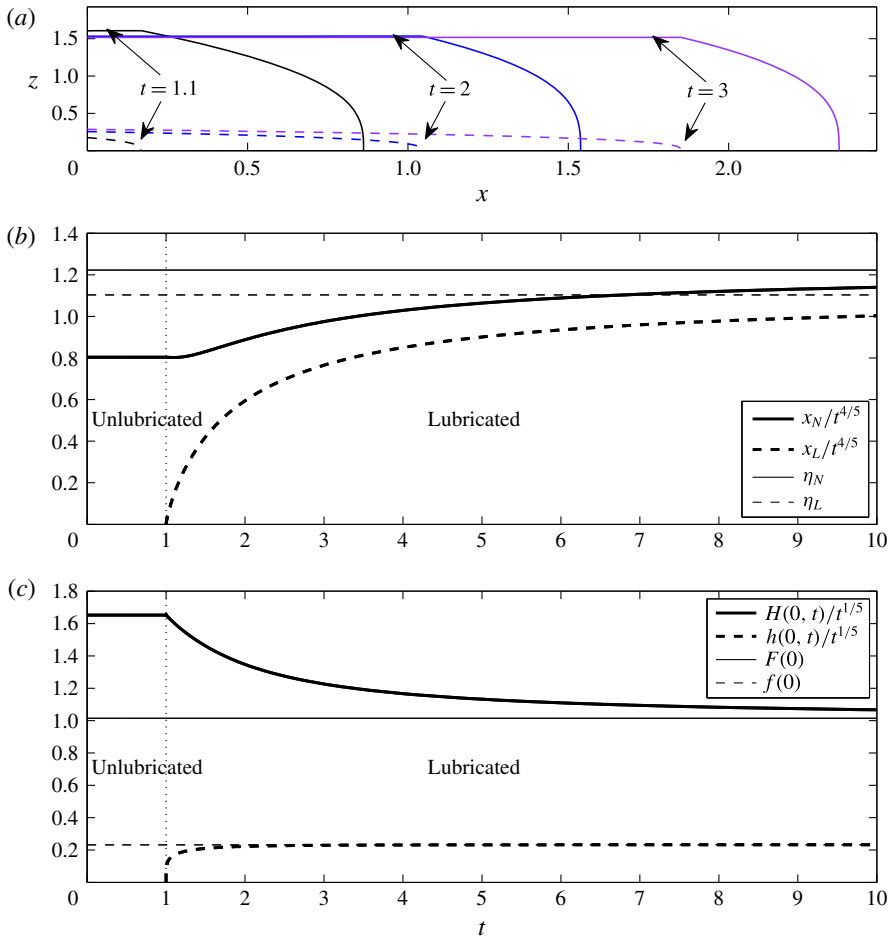 (a)
1.5
1.0
0.5
0
z
t = 1.1
t = 2
t = 3
0.5 1.0 1.5 2.0
x
(b)
1.4
1.2
1.0
0.8
0.6
0.4
0.2
0
Unlubricated
Lubricated
x_N/t^{4/5}
x_L/t^{4/5}
η_N
η_L
1 2 3 4 5 6 7 8 9 10
(c)
1.8
1.6
1.4
1.2
1.0
0.8
0.6
0.4
0.2
0
H(0, t)/t^{1/5}
h(0, t)/t^{1/5}
F(0)
f(0)
Unlubricated
Lubricated
1 2 3 4 5 6 7 8 9 10
t